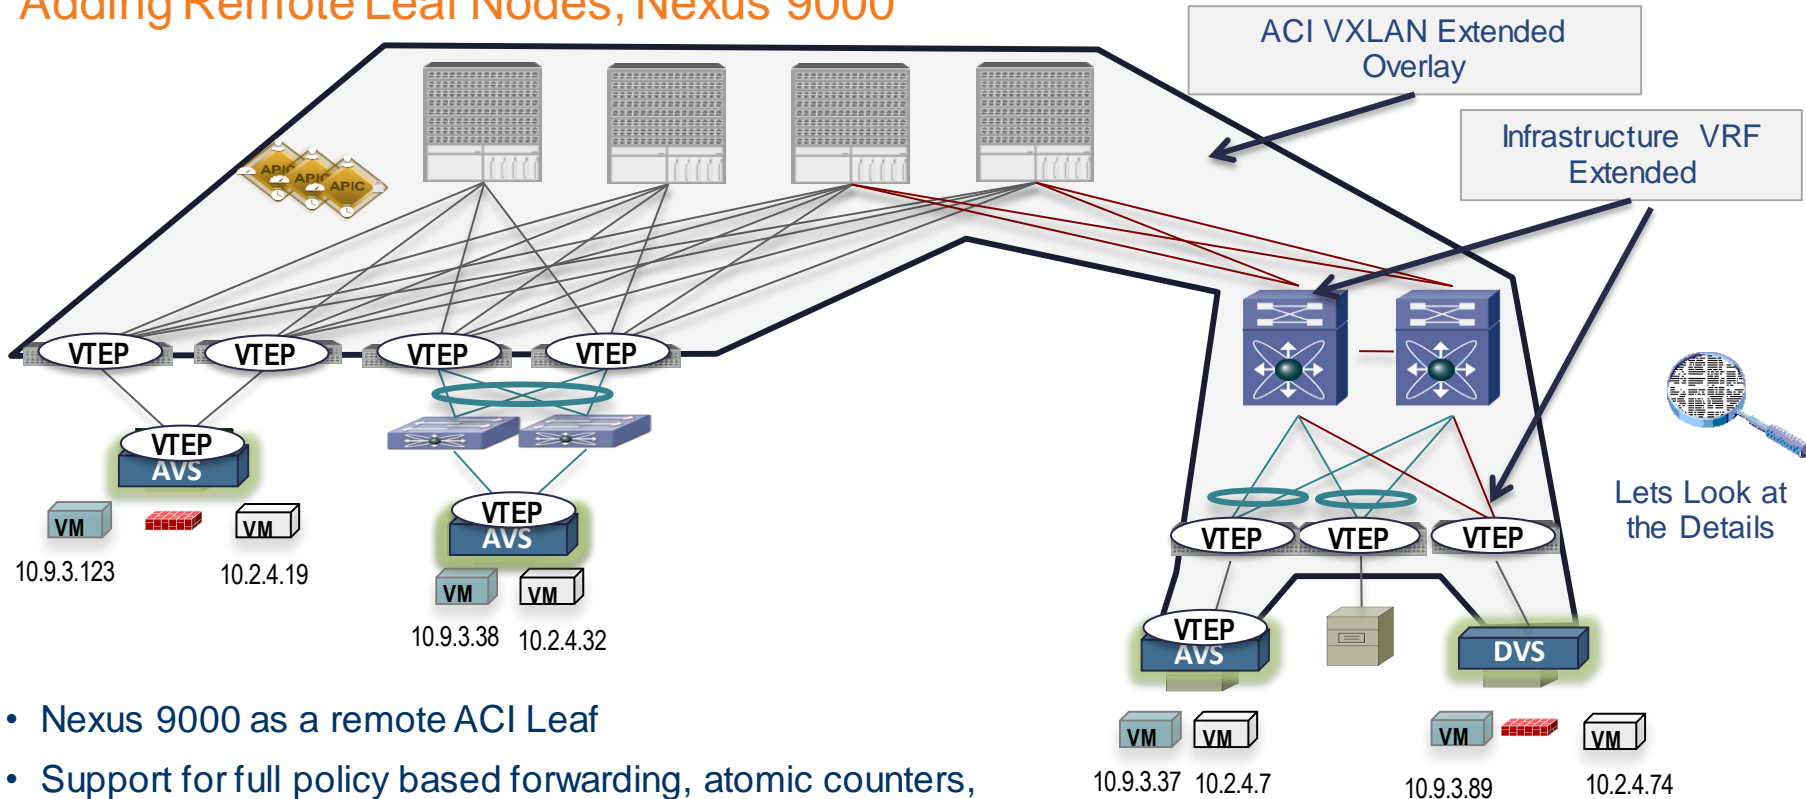 Adding Remote Leaf Nodes, Nexus 9000
ACI VXLAN Extended
Overlay
Infrastructure VRF
Extended
APIC
APIC
APIC
VTEP
VTEP
VTEP
VTEP
VTEP
AVS
VM
VM
10.9.3.123
10.2.4.19
VTEP
AVS
VM
VM
10.9.3.38
10.2.4.32
Lets Look at
the Details
VTEP
VTEP
VTEP
VTEP
AVS
DVS
VM
VM
VM
VM
10.9.3.37
10.2.4.7
10.9.3.89
10.2.4.74
• Nexus 9000 as a remote ACI Leaf
• Support for full policy based forwarding, atomic counters,